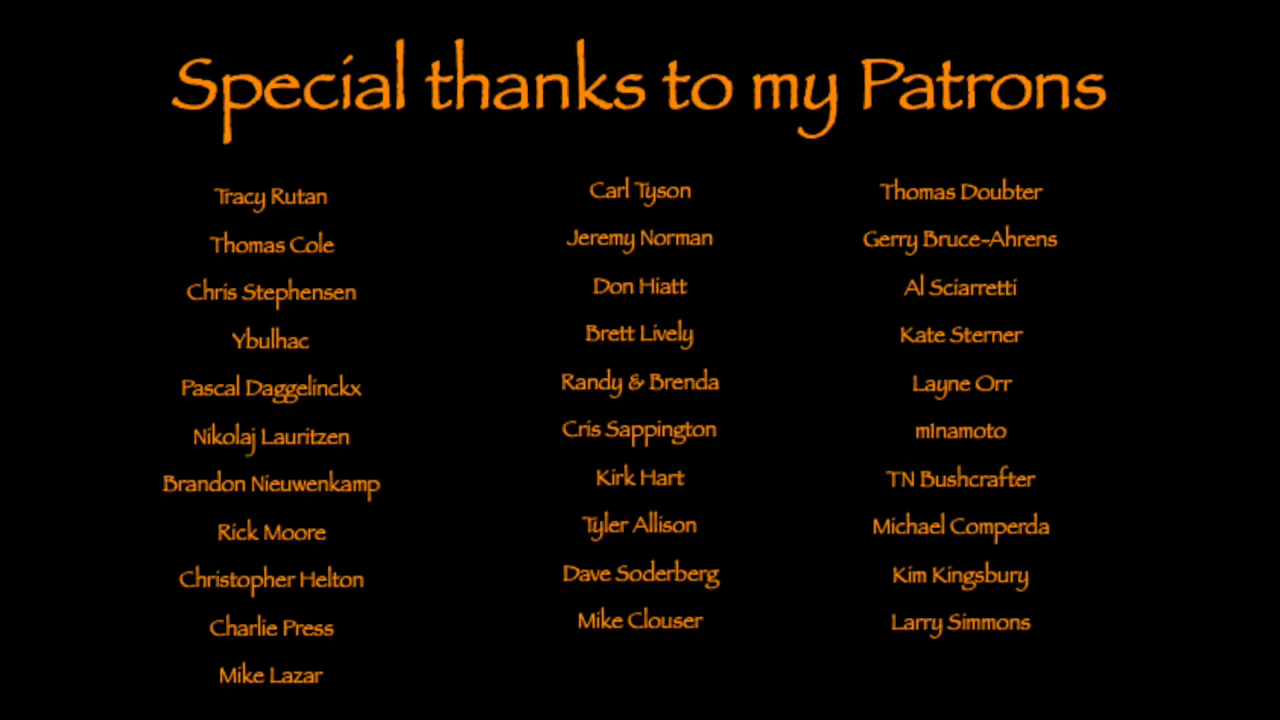 Special thanks to my Patrons
Tracy Rutan
Thomas Cole
Chris Stephensen
Ybulhac
Pascal Daggelinckx
Nikolaj Lauritzen
Brandon Nieuwenkamp
Rick Moore
Christopher Helton
Charlie Press
Mike Lazar
Carl Tyson
Jeremy Norman
Don Hiatt
Brett Lively
Randy & Brenda
Cris Sappington
Kirk Hart
Tyler Allison
Dave Soderberg
Mike Clouser
Thomas Doubter
Gerry Bruce-Ahrens
Al Sciarretti
Kate Sterner
Layne Orr
m1namoto
TN Bushcrafter
Michael Comperda
Kim Kingsbury
Larry Simmons